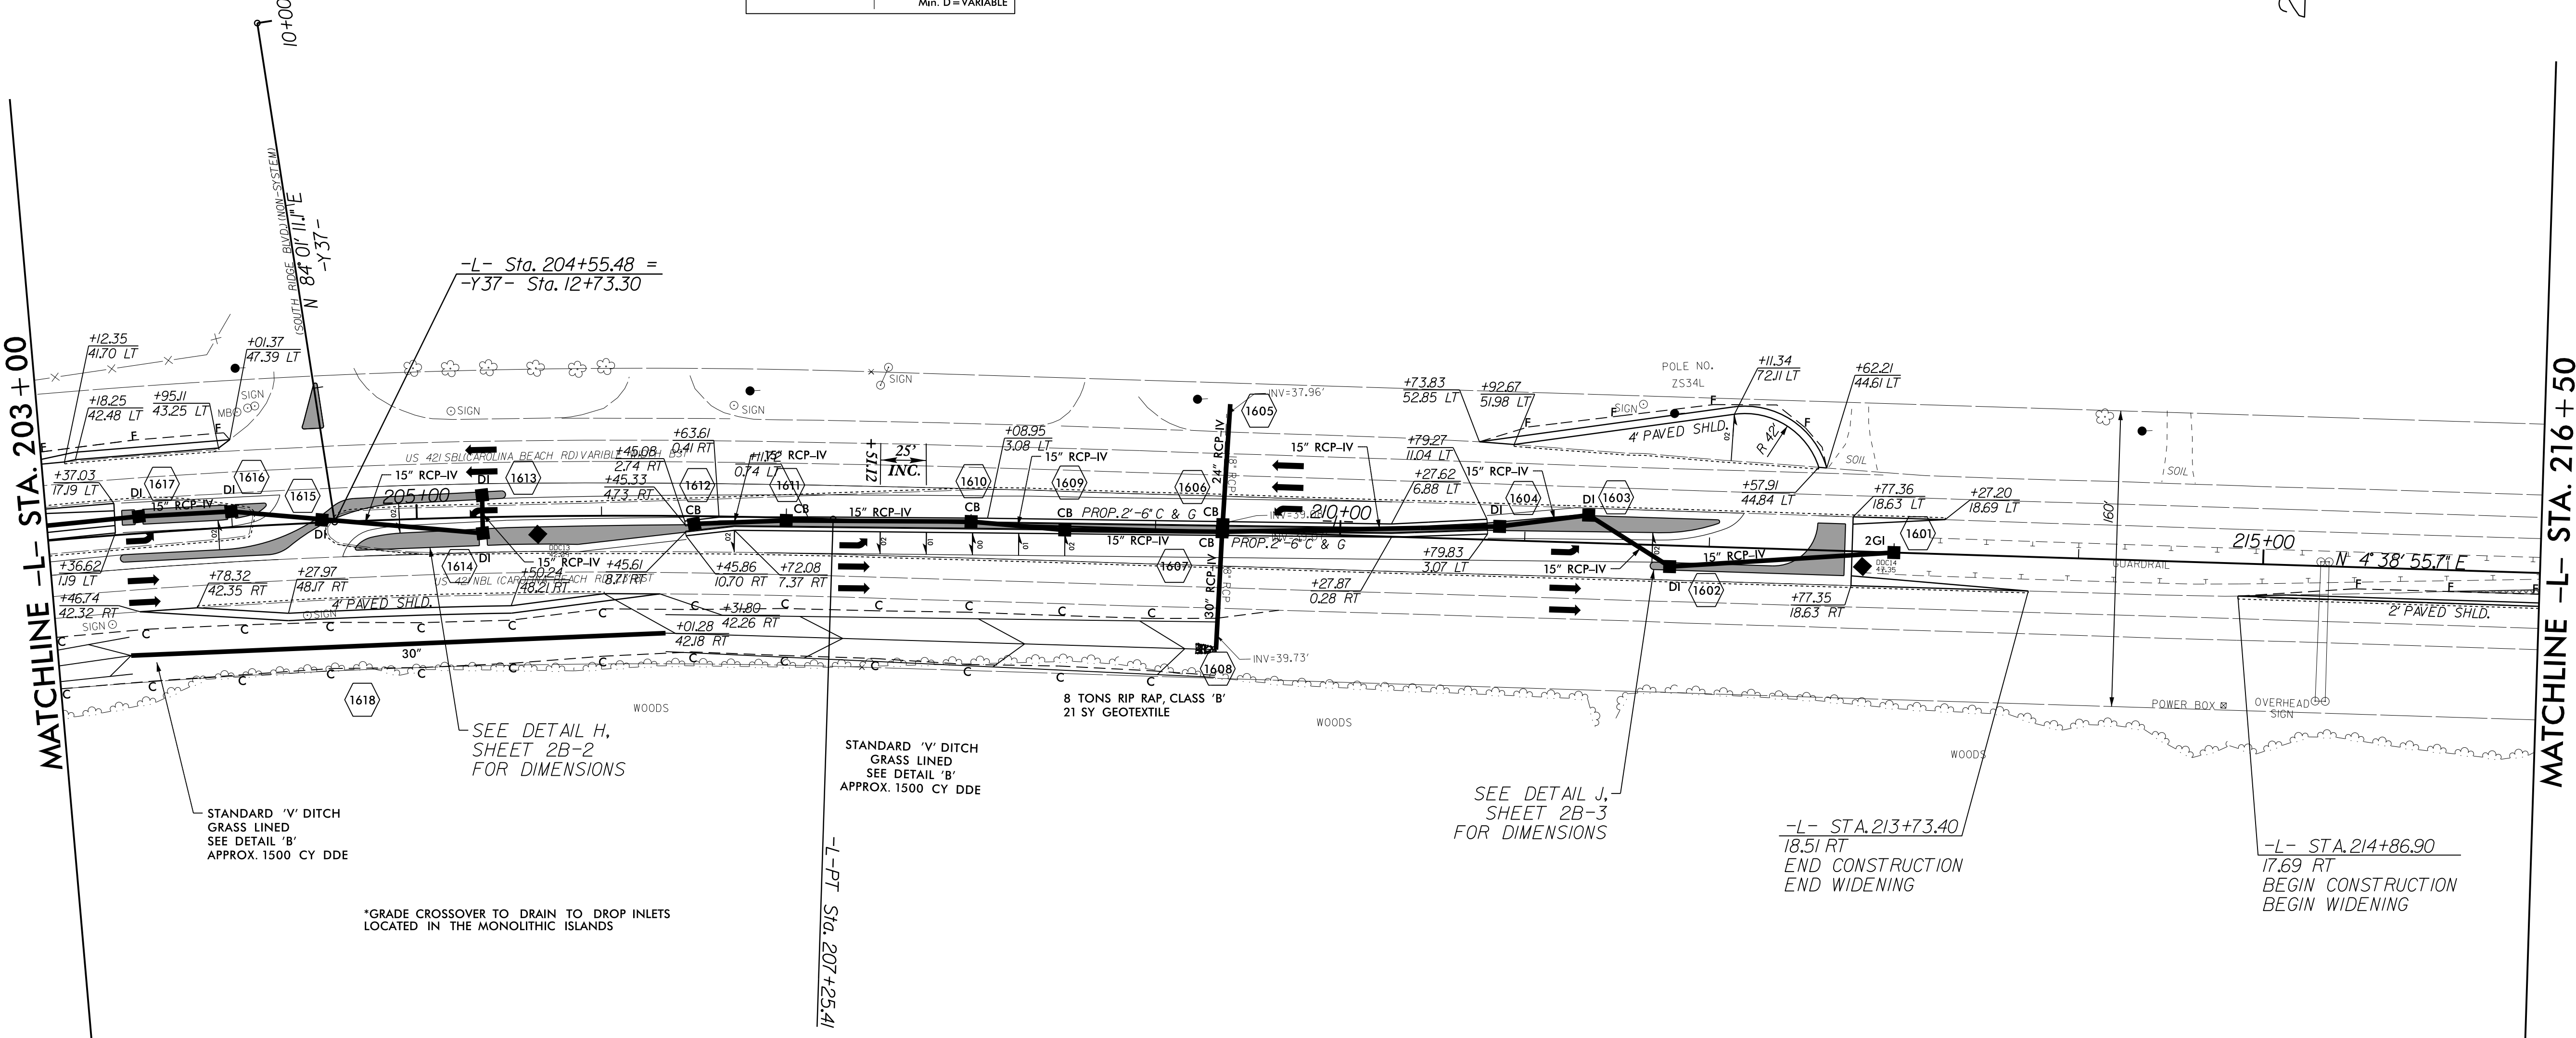 Min. D=VARIABLE
10+00
(SOUTH RIDGE BLVD.) (NON-SYSTEM)
N 84° 01' 11.1" E
-Y37-
-L- Sta. 204+55.48 =
-Y37- Sta. 12+73.30
MATCHLINE -L- STA. 203+00
MATCHLINE -L- STA. 216+50
+12.35
41.70 LT
+18.25
42.48 LT
+95.11
43.25 LT
+01.37
47.39 LT
MB
SIGN
SIGN
SIGN
SIGN
F
F
F
+37.03
17.19 LT
DI
1617
15" RCP-IV
DI
1616
1615
DI
15" RCP-IV
205+00
DI
1613
+45.08
2.74 RT
+45.33
4.73 RT
+63.61
0.41 RT
1612
CB
0.74 LT
15" RCP-IV
1611
+51.12
25'
INC.
15" RCP-IV
1610
CB
+08.95
3.08 LT
15" RCP-IV
1609
CB
PROP. 2'-6" C & G
1606
CB
24" RCP-IV
18" RCP
1605
INV=37.96'
15" RCP-IV
210+00
+73.83
52.85 LT
+92.67
51.98 LT
+79.27
11.04 LT
+27.62
6.88 LT
15" RCP-IV
DI
1604
DI
1603
SIGN
F
F
F
4' PAVED SHLD.
POLE NO.
ZS34L
+11.34
72.11 LT
R 42'
+62.21
44.61 LT
+57.91
44.84 LT
SOIL
SOIL
+77.36
18.63 LT
+27.20
18.69 LT
2GI
1601
160'
215+00
N 4° 38' 55.7" E
GUARDRAIL
F
F
F
2' PAVED SHLD.
+36.62
1.19 LT
+46.74
42.32 RT
SIGN
+78.32
42.35 RT
+27.97
48.17 RT
SIGN
4' PAVED SHLD.
1614
DI
DDC13
15" RCP-IV
+50.24
48.21 RT
+45.61
8.71 RT
+45.86
10.70 RT
+72.08
7.37 RT
+31.80
42.26 RT
+01.28
42.18 RT
15" RCP-IV
1607
CB
PROP. 2'-6" C & G
30" RCP-IV
+27.87
0.28 RT
+79.83
3.07 LT
15" RCP-IV
15" RCP-IV
DI
1602
DDC14
+77.35
18.63 RT
30"
1618
INV=39.73'
1608
8 TONS RIP RAP, CLASS 'B'
21 SY GEOTEXTILE
WOODS
WOODS
WOODS
POWER BOX
OVERHEAD
SIGN
SEE DETAIL H,
SHEET 2B-2
FOR DIMENSIONS
STANDARD 'V' DITCH
GRASS LINED
SEE DETAIL 'B'
APPROX. 1500 CY DDE
STANDARD 'V' DITCH
GRASS LINED
SEE DETAIL 'B'
APPROX. 1500 CY DDE
-L- PT Sta. 207+25.41
SEE DETAIL J,
SHEET 2B-3
FOR DIMENSIONS
-L- STA. 213+73.40
18.51 RT
END CONSTRUCTION
END WIDENING
-L- STA. 214+86.90
17.69 RT
BEGIN CONSTRUCTION
BEGIN WIDENING
*GRADE CROSSOVER TO DRAIN TO DROP INLETS
LOCATED IN THE MONOLITHIC ISLANDS